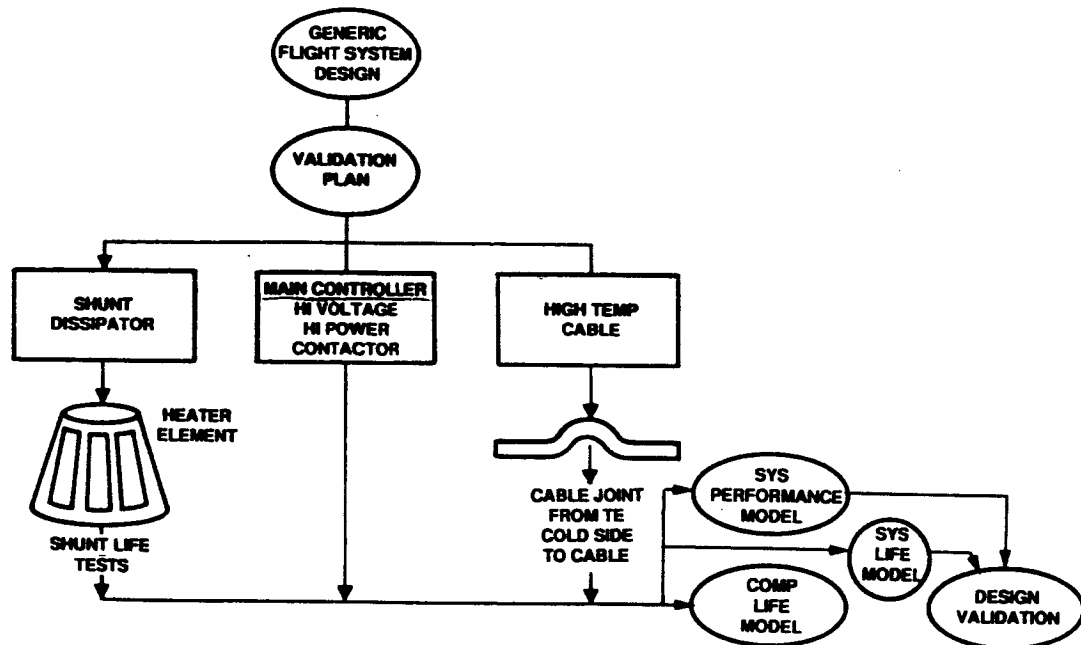 GENERIC
FLIGHT SYSTEM
DESIGN
VALIDATION
PLAN
SHUNT
DISSIPATOR
MAIN CONTROLLER
HI VOLTAGE
HI POWER
CONTACTOR
HIGH TEMP
CABLE
HEATER
ELEMENT
SHUNT LIFE
TESTS
CABLE JOINT
FROM TE
COLD SIDE
TO CABLE
SYS
PERFORMANCE
MODEL
SYS
LIFE
MODEL
COMP
LIFE
MODEL
DESIGN
VALIDATION